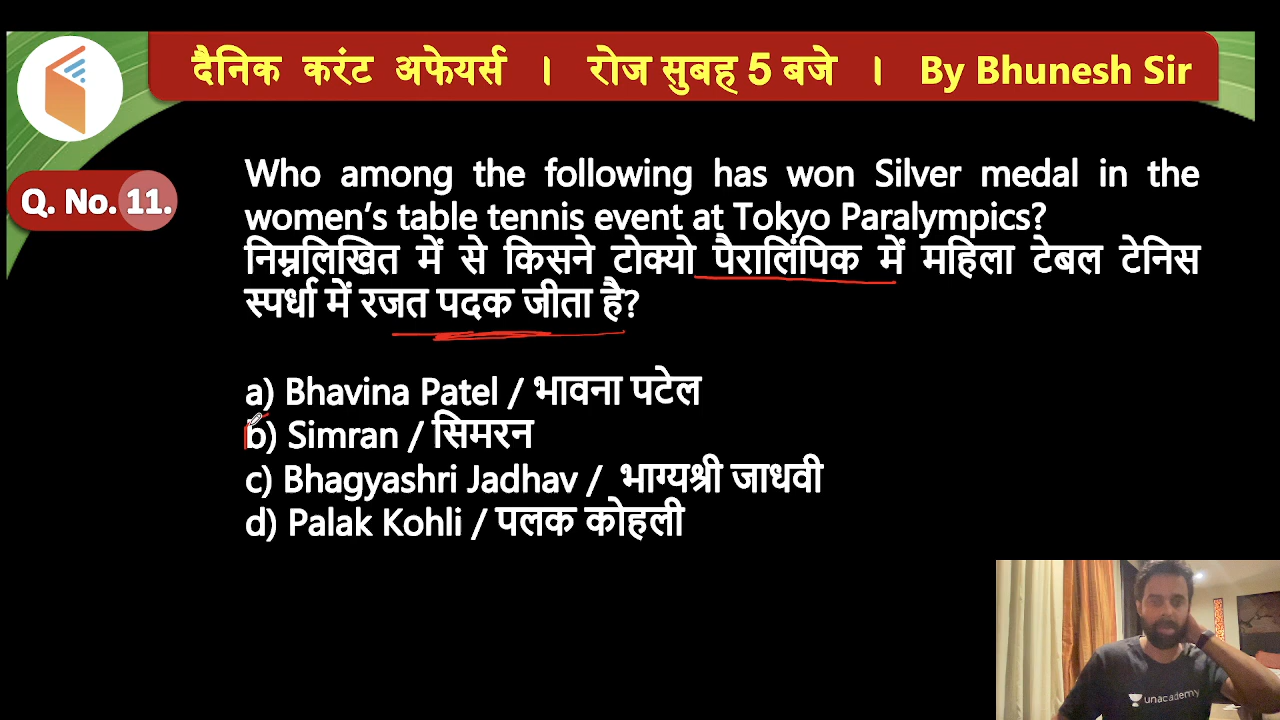 दैनिक करंट अफेयर्स । रोज सुबह 5 बजे । By Bhunesh Sir
Q. No. 11.
Who among the following has won Silver medal in the
women’s table tennis event at Tokyo Paralympics?
निम्नलिखित में से किसने टोक्यो पैरालिंपिक में महिला टेबल टेनिस
स्पर्धा में रजत पदक जीता है?
a) Bhavina Patel / भावना पटेल
b) Simran / सिमरन
c) Bhagyashri Jadhav / भाग्यश्री जाधवी
d) Palak Kohli / पलक कोहली
unacademy